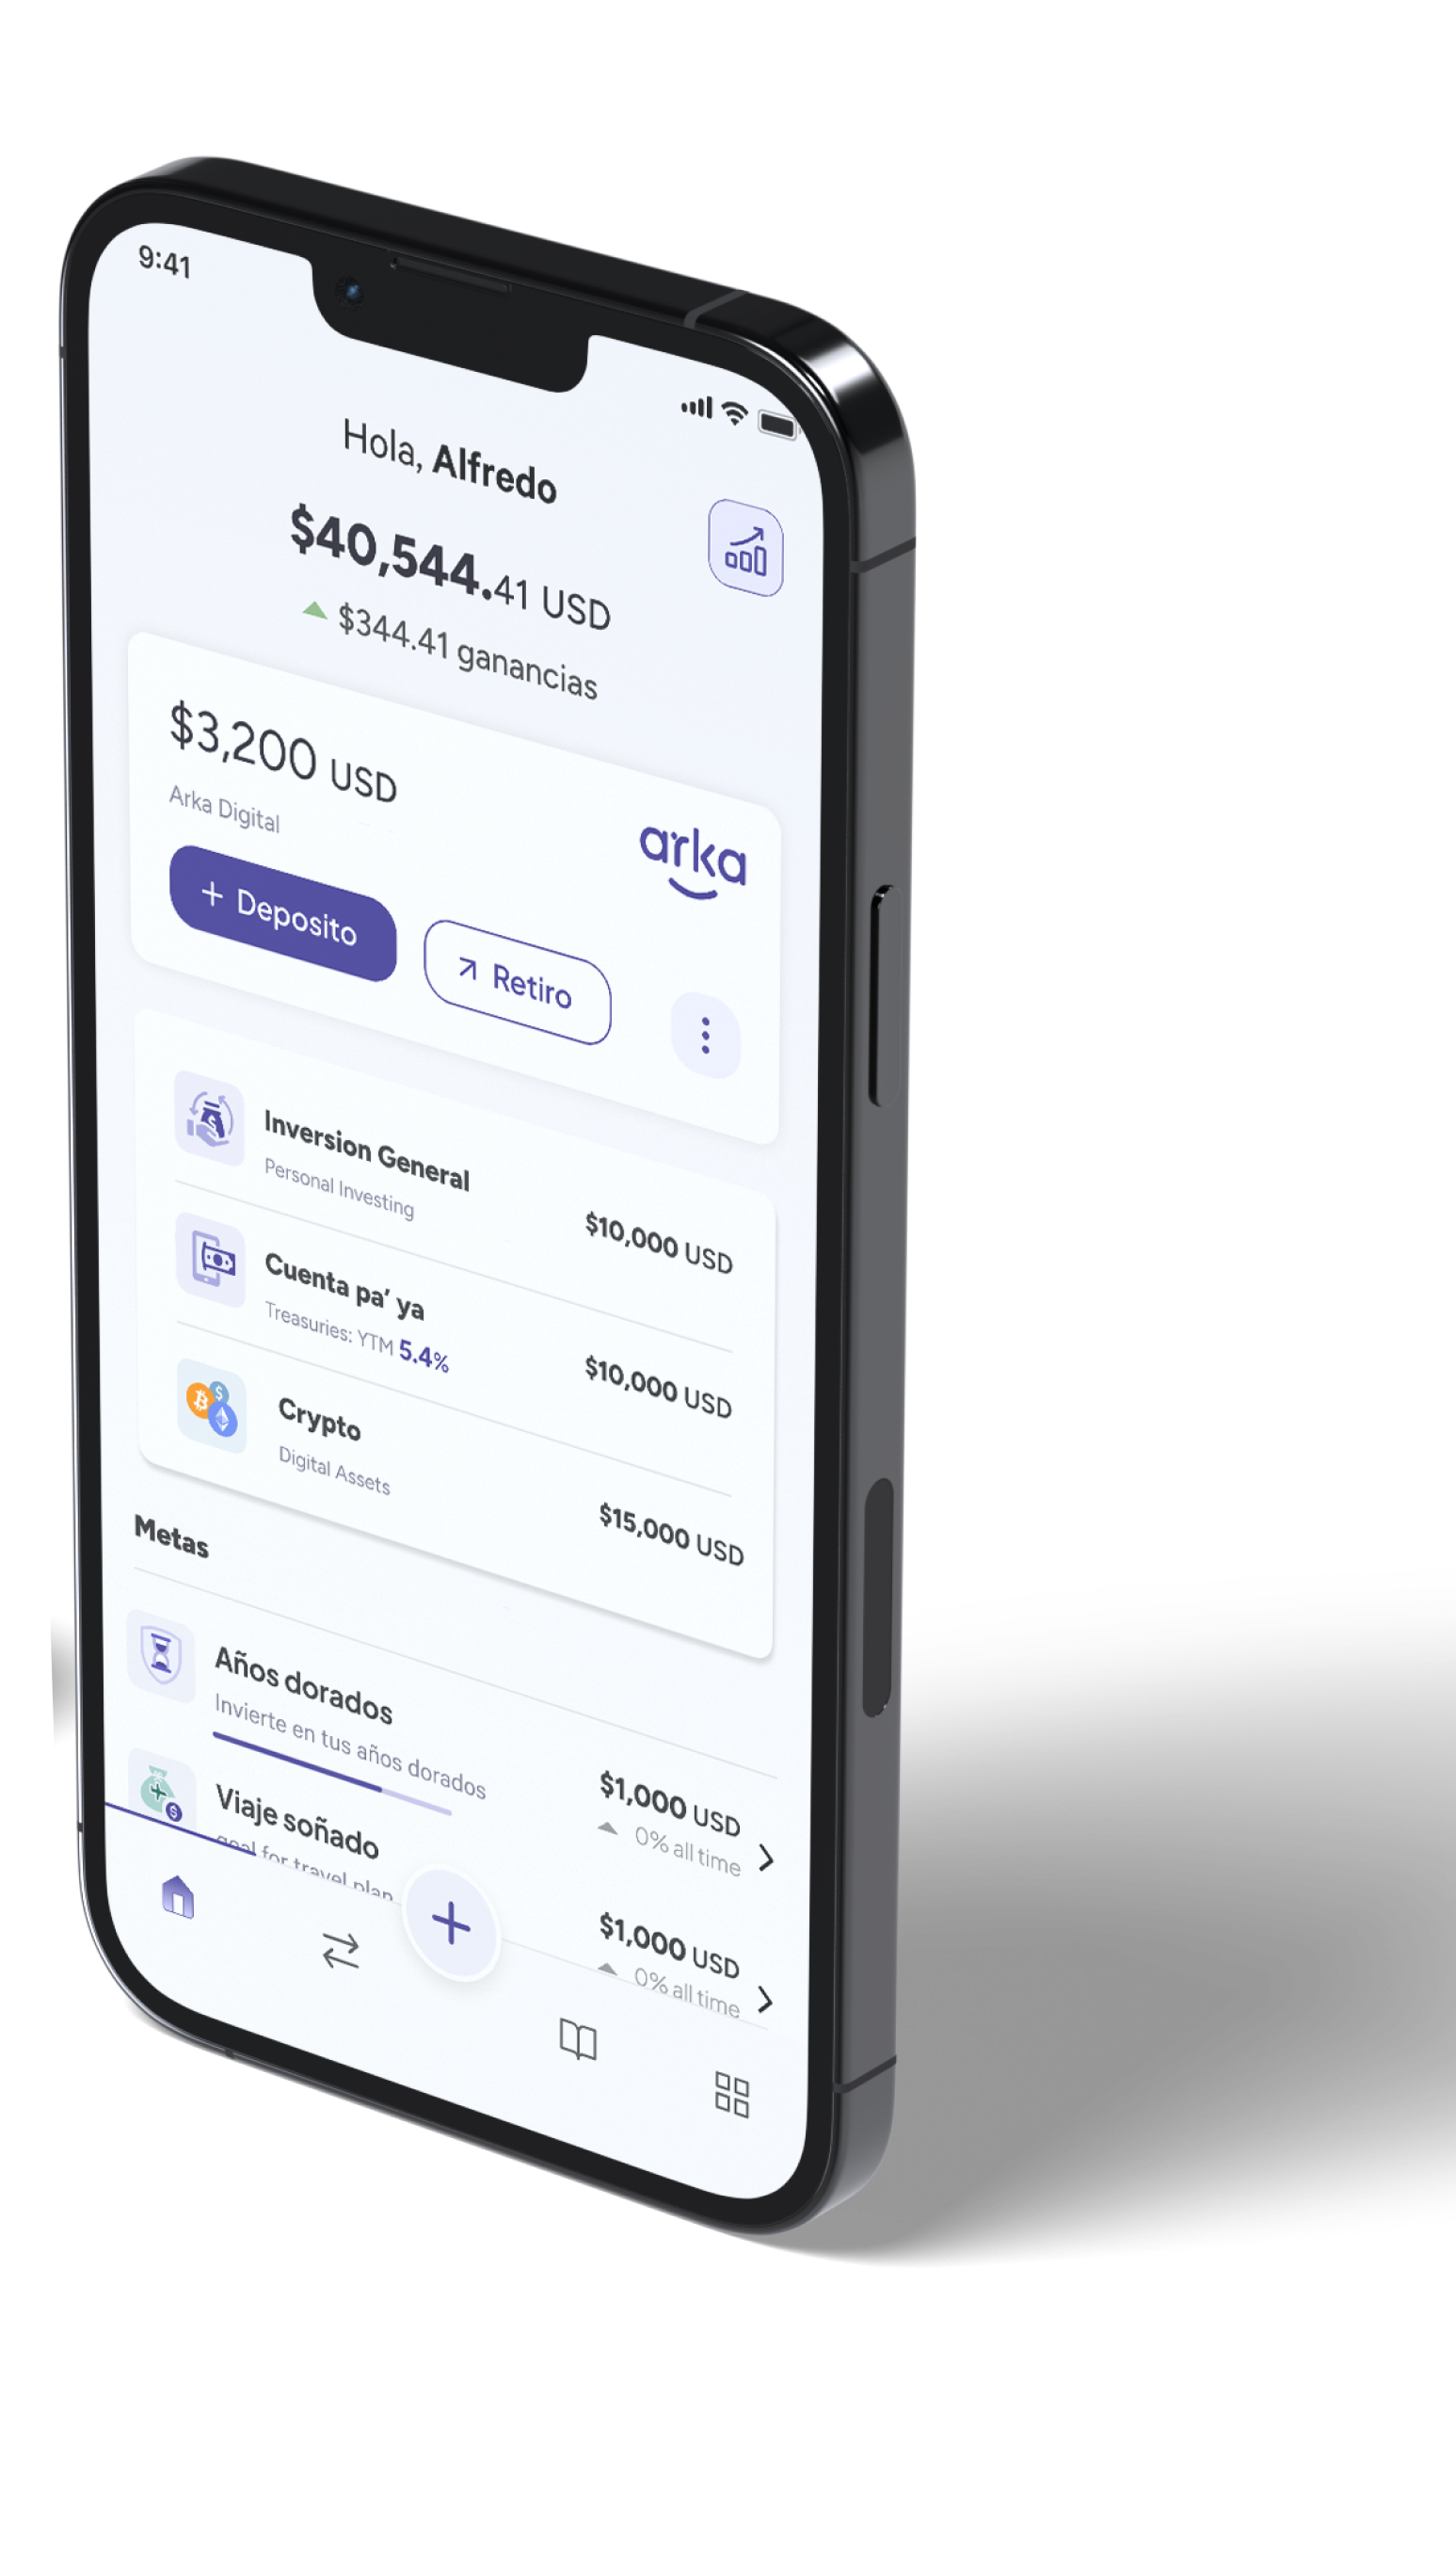 9:41
Hola, Alfredo
$40,544.41 USD
$344.41 ganancias
$3,200 USD
Arka Digital
arka
+ Deposito
Retiro
Inversion General
Personal Investing
$10,000 USD
Cuenta pa’ ya
Treasuries: YTM 5.4%
$10,000 USD
Crypto
Digital Assets
$15,000 USD
Metas
Años dorados
Invierte en tus años dorados
$1,000 USD
0% all time
Viaje soñado
goal for travel plan
$1,000 USD
0% all time